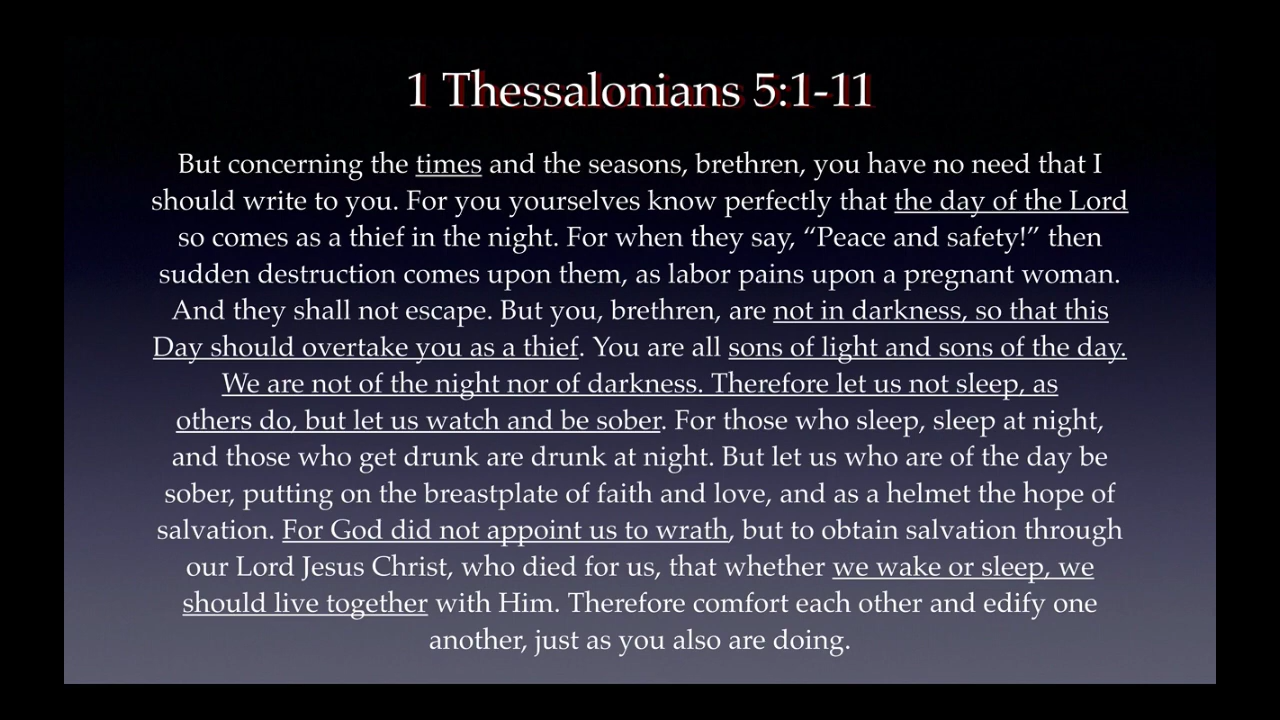 1 Thessalonians 5:1-11
But concerning the times and the seasons, brethren, you have no need that I
should write to you. For you yourselves know perfectly that the day of the Lord
so comes as a thief in the night. For when they say, “Peace and safety!” then
sudden destruction comes upon them, as labor pains upon a pregnant woman.
And they shall not escape. But you, brethren, are not in darkness, so that this
Day should overtake you as a thief. You are all sons of light and sons of the day.
We are not of the night nor of darkness. Therefore let us not sleep, as
others do, but let us watch and be sober. For those who sleep, sleep at night,
and those who get drunk are drunk at night. But let us who are of the day be
sober, putting on the breastplate of faith and love, and as a helmet the hope of
salvation. For God did not appoint us to wrath, but to obtain salvation through
our Lord Jesus Christ, who died for us, that whether we wake or sleep, we
should live together with Him. Therefore comfort each other and edify one
another, just as you also are doing.